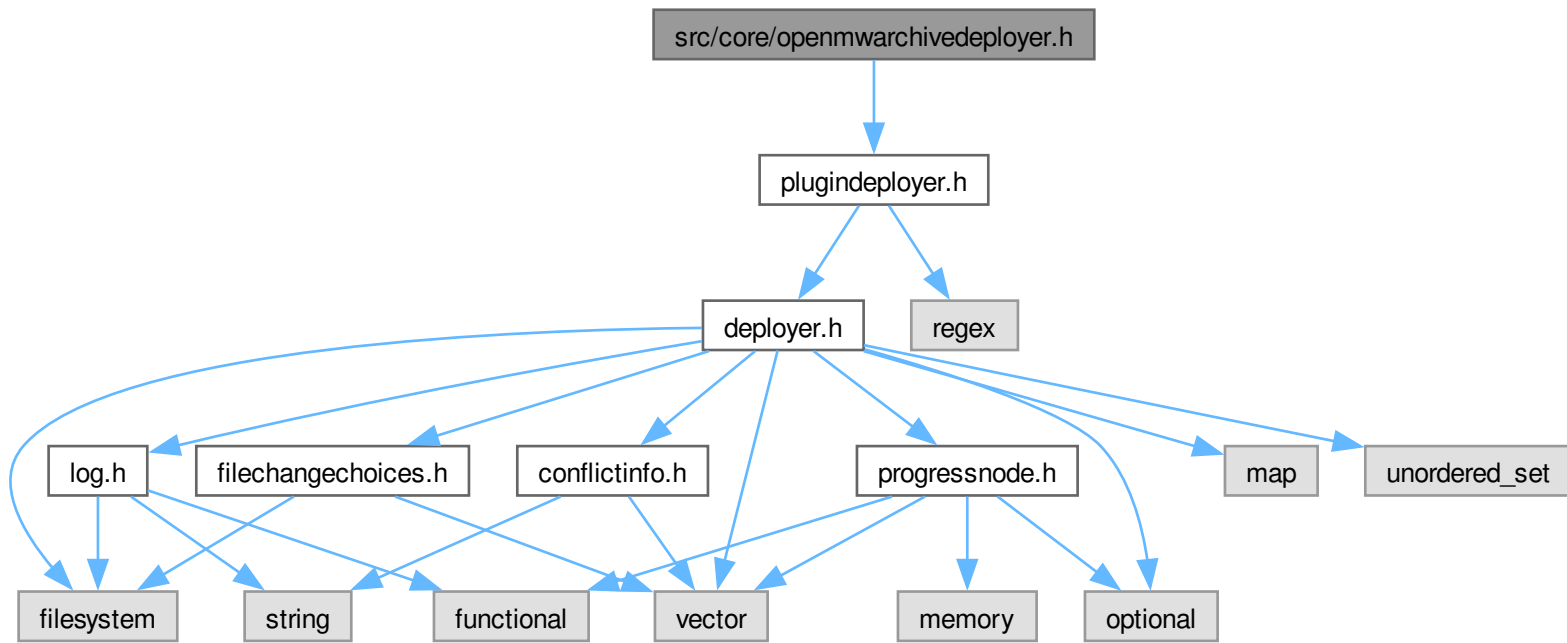 src/core/openmwarchivedeployer.h
plugindeployer.h
deployer.h
regex
log.h
filechangechoices.h
conflictinfo.h
progressnode.h
map
unordered_set
filesystem
string
functional
vector
memory
optional